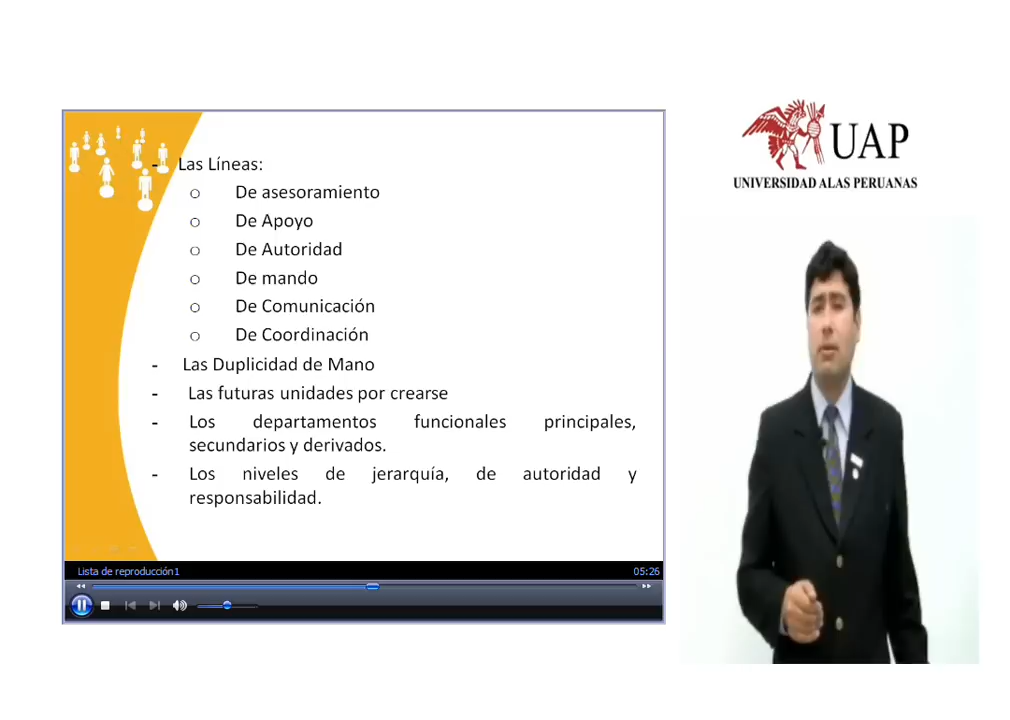 - Las Líneas:
o De asesoramiento
o De Apoyo
o De Autoridad
o De mando
o De Comunicación
o De Coordinación
- Las Duplicidad de Mano
- Las futuras unidades por crearse
- Los departamentos funcionales principales,
secundarios y derivados.
- Los niveles de jerarquía, de autoridad y
responsabilidad.
Lista de reproducción1 05:26
UAP
UNIVERSIDAD ALAS PERUANAS